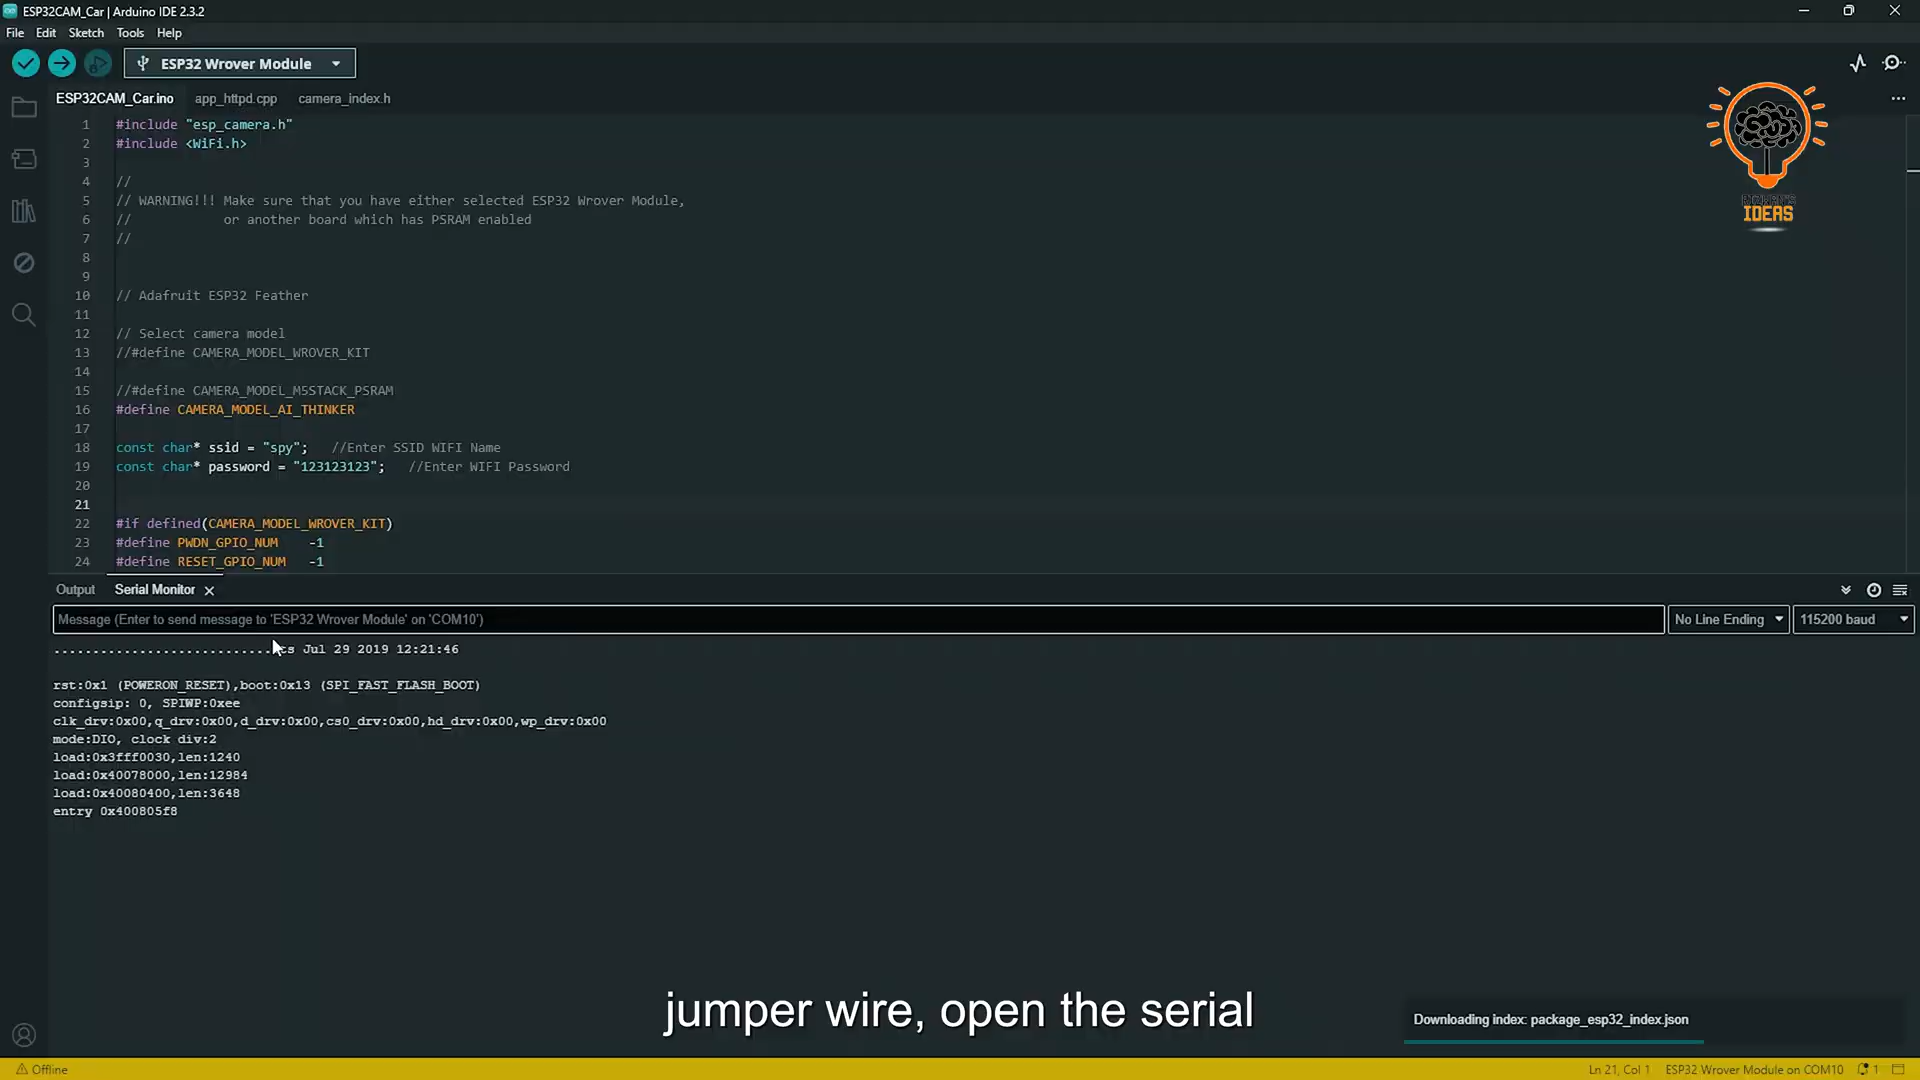 ESP32CAM_Car | Arduino IDE 2.3.2
File Edit Sketch Tools Help
ESP32 Wrover Module
ESP32CAM_Car.ino app_httpd.cpp camera_index.h
1 #include "esp_camera.h"
2 #include <WiFi.h>
3
4 //
5 // WARNING!!! Make sure that you have either selected ESP32 Wrover Module,
6 // or another board which has PSRAM enabled
7 //
8
9
10 // Adafruit ESP32 Feather
11
12 // Select camera model
13 //#define CAMERA_MODEL_WROVER_KIT
14
15 //#define CAMERA_MODEL_M5STACK_PSRAM
16 #define CAMERA_MODEL_AI_THINKER
17
18 const char* ssid = "spy"; //Enter SSID WIFI Name
19 const char* password = "123123123"; //Enter WIFI Password
20
21
22 #if defined(CAMERA_MODEL_WROVER_KIT)
23 #define PWDN_GPIO_NUM -1
24 #define RESET_GPIO_NUM -1
IDEAS
Output Serial Monitor
Message (Enter to send message to 'ESP32 Wrover Module' on 'COM10')
No Line Ending 115200 baud
............................ts Jul 29 2019 12:21:46
rst:0x1 (POWERON_RESET),boot:0x13 (SPI_FAST_FLASH_BOOT)
configsip: 0, SPIWP:0xee
clk_drv:0x00,q_drv:0x00,d_drv:0x00,cs0_drv:0x00,hd_drv:0x00,wp_drv:0x00
mode:DIO, clock div:2
load:0x3fff0030,len:1240
load:0x40078000,len:12984
load:0x40080400,len:3648
entry 0x400805f8
jumper wire, open the serial
Downloading index: package_esp32_index.json
Offline
Ln 21, Col 1 ESP32 Wrover Module on COM10 1